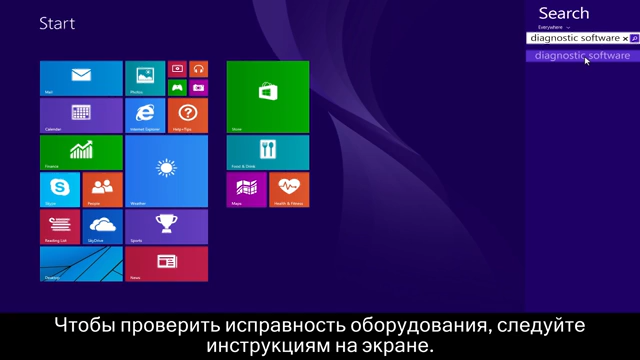 Start
Search
Everywhere
diagnostic software
diagnostic software
Mail
Photos
Calendar
Internet Explorer
Help+Tips
Store
Finance
Food & Drink
Skype
People
Weather
Maps
Health & Fitness
Reading List
SkyDrive
Sports
Desktop
News
Чтобы проверить исправность оборудования, следуйте
инструкциям на экране.